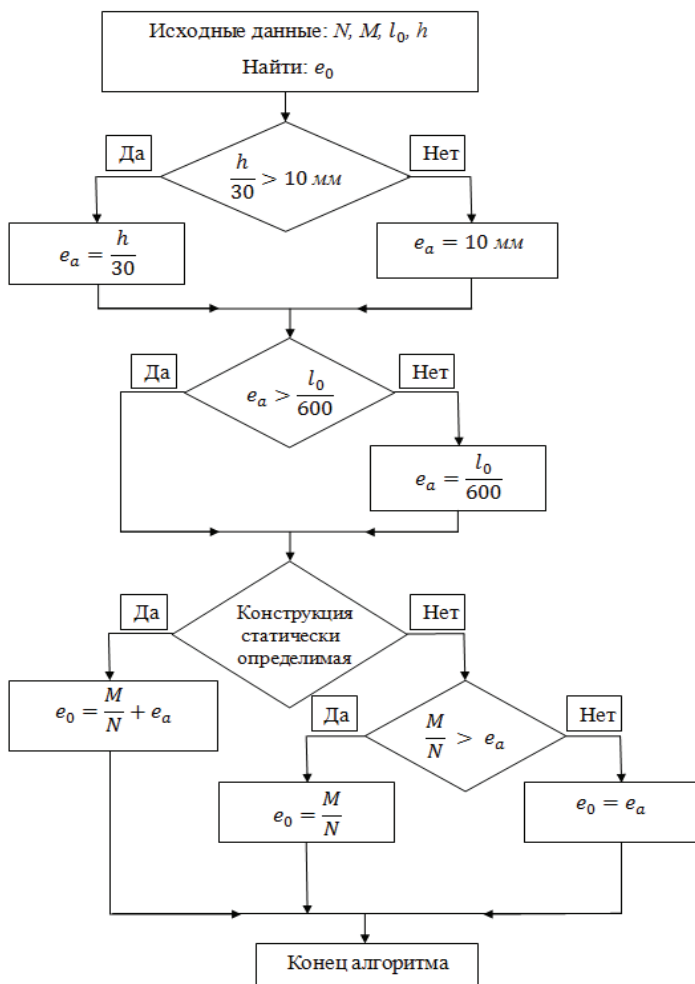 Исходные данные: N, M, l₀, h
Найти: e₀
Да
Нет
h/30 > 10 мм
eₐ = h/30
eₐ = 10 мм
Да
Нет
eₐ > l₀/600
eₐ = l₀/600
Да
Нет
Конструкция
статически
определимая
e₀ = M/N + eₐ
Да
Нет
M/N > eₐ
e₀ = M/N
e₀ = eₐ
Конец алгоритма